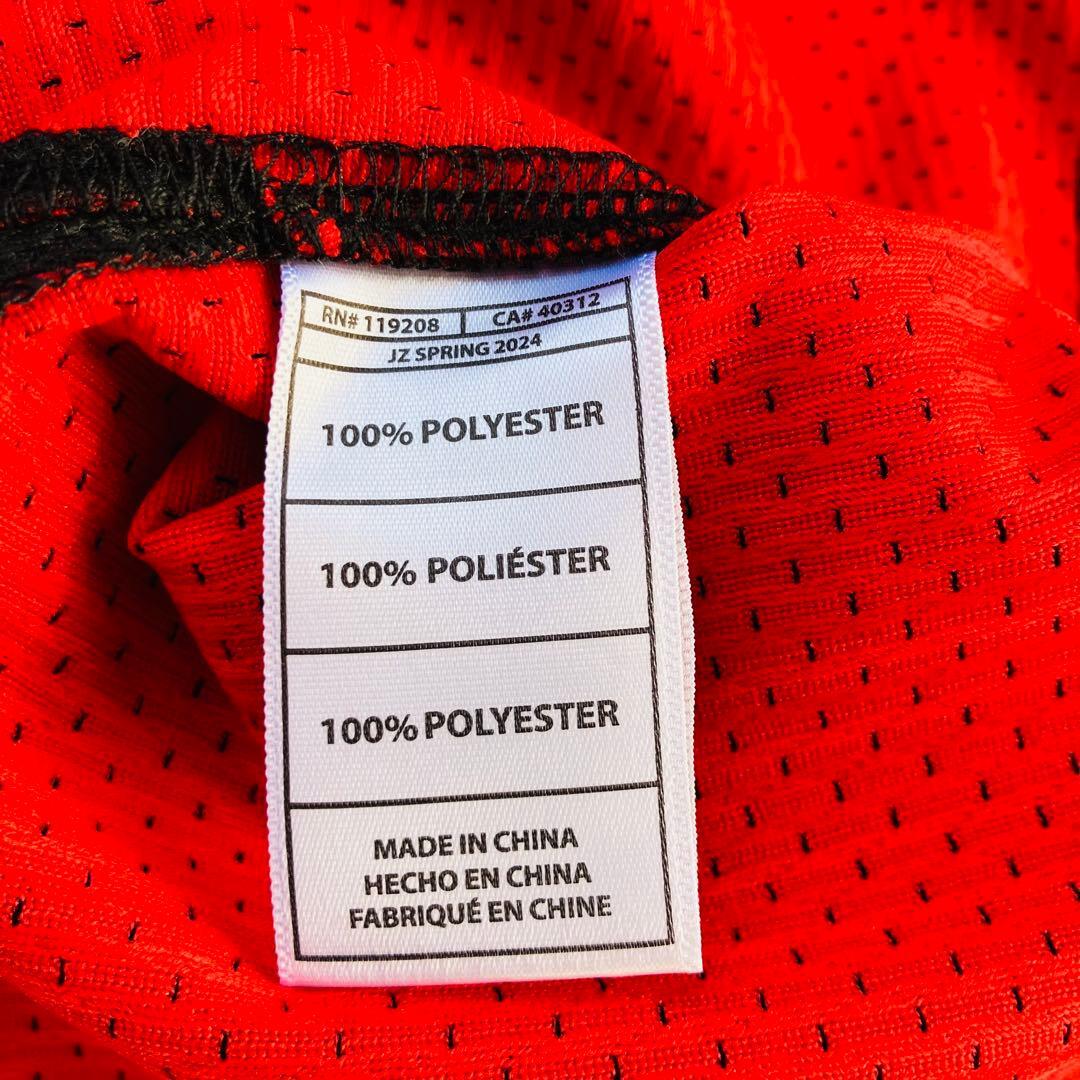 RN# 119208 | CA# 40312
JZ SPRING 2024
100% POLYESTER
100% POLIÉSTER
100% POLYESTER
MADE IN CHINA
HECHO EN CHINA
FABRIQUÉ EN CHINE